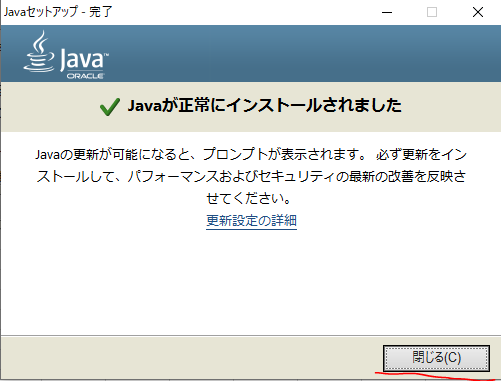 Javaセットアップ - 完了
Java™
ORACLE
Javaが正常にインストールされました
Javaの更新が可能になると、プロンプトが表示されます。 必ず更新をイン
ストールして、パフォーマンスおよびセキュリティの最新の改善を反映さ
せてください。
更新設定の詳細
閉じる(C)